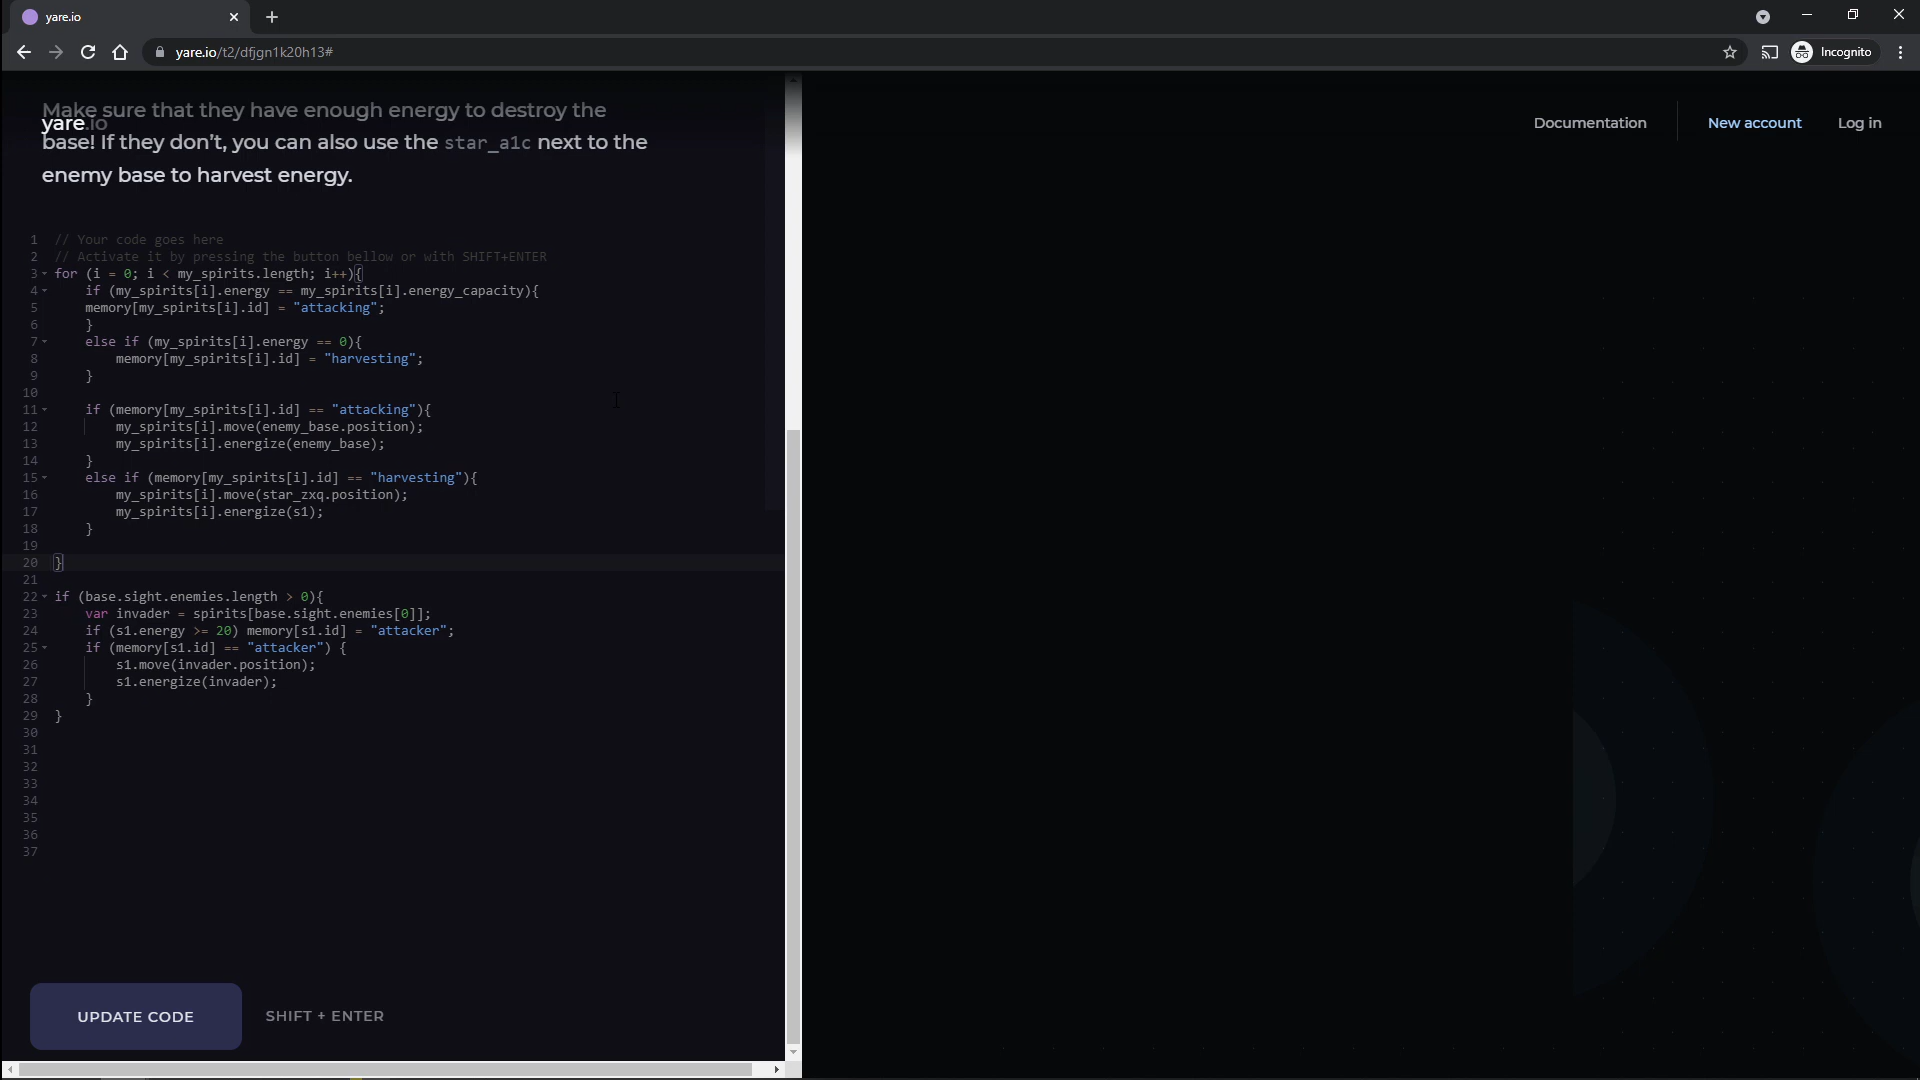 yare.io
yare.io/t2/dfjgn1k20h13#
Incognito
yare.io
Documentation
New account
Log in
Make sure that they have enough energy to destroy the
base! If they don't, you can also use the star_a1c next to the
enemy base to harvest energy.
1 // Your code goes here
2 // Activate it by pressing the button bellow or with SHIFT+ENTER
3 for (i = 0; i < my_spirits.length; i++){
4 if (my_spirits[i].energy == my_spirits[i].energy_capacity){
5 memory[my_spirits[i].id] = "attacking";
6 }
7 else if (my_spirits[i].energy == 0){
8 memory[my_spirits[i].id] = "harvesting";
9 }
10
11 if (memory[my_spirits[i].id] == "attacking"){
12 my_spirits[i].move(enemy_base.position);
13 my_spirits[i].energize(enemy_base);
14 }
15 else if (memory[my_spirits[i].id] == "harvesting"){
16 my_spirits[i].move(star_zxq.position);
17 my_spirits[i].energize(s1);
18 }
19
20 }
21
22 if (base.sight.enemies.length > 0){
23 var invader = spirits[base.sight.enemies[0]];
24 if (s1.energy >= 20) memory[s1.id] = "attacker";
25 if (memory[s1.id] == "attacker") {
26 s1.move(invader.position);
27 s1.energize(invader);
28 }
29 }
30
31
32
33
34
35
36
37
UPDATE CODE
SHIFT + ENTER